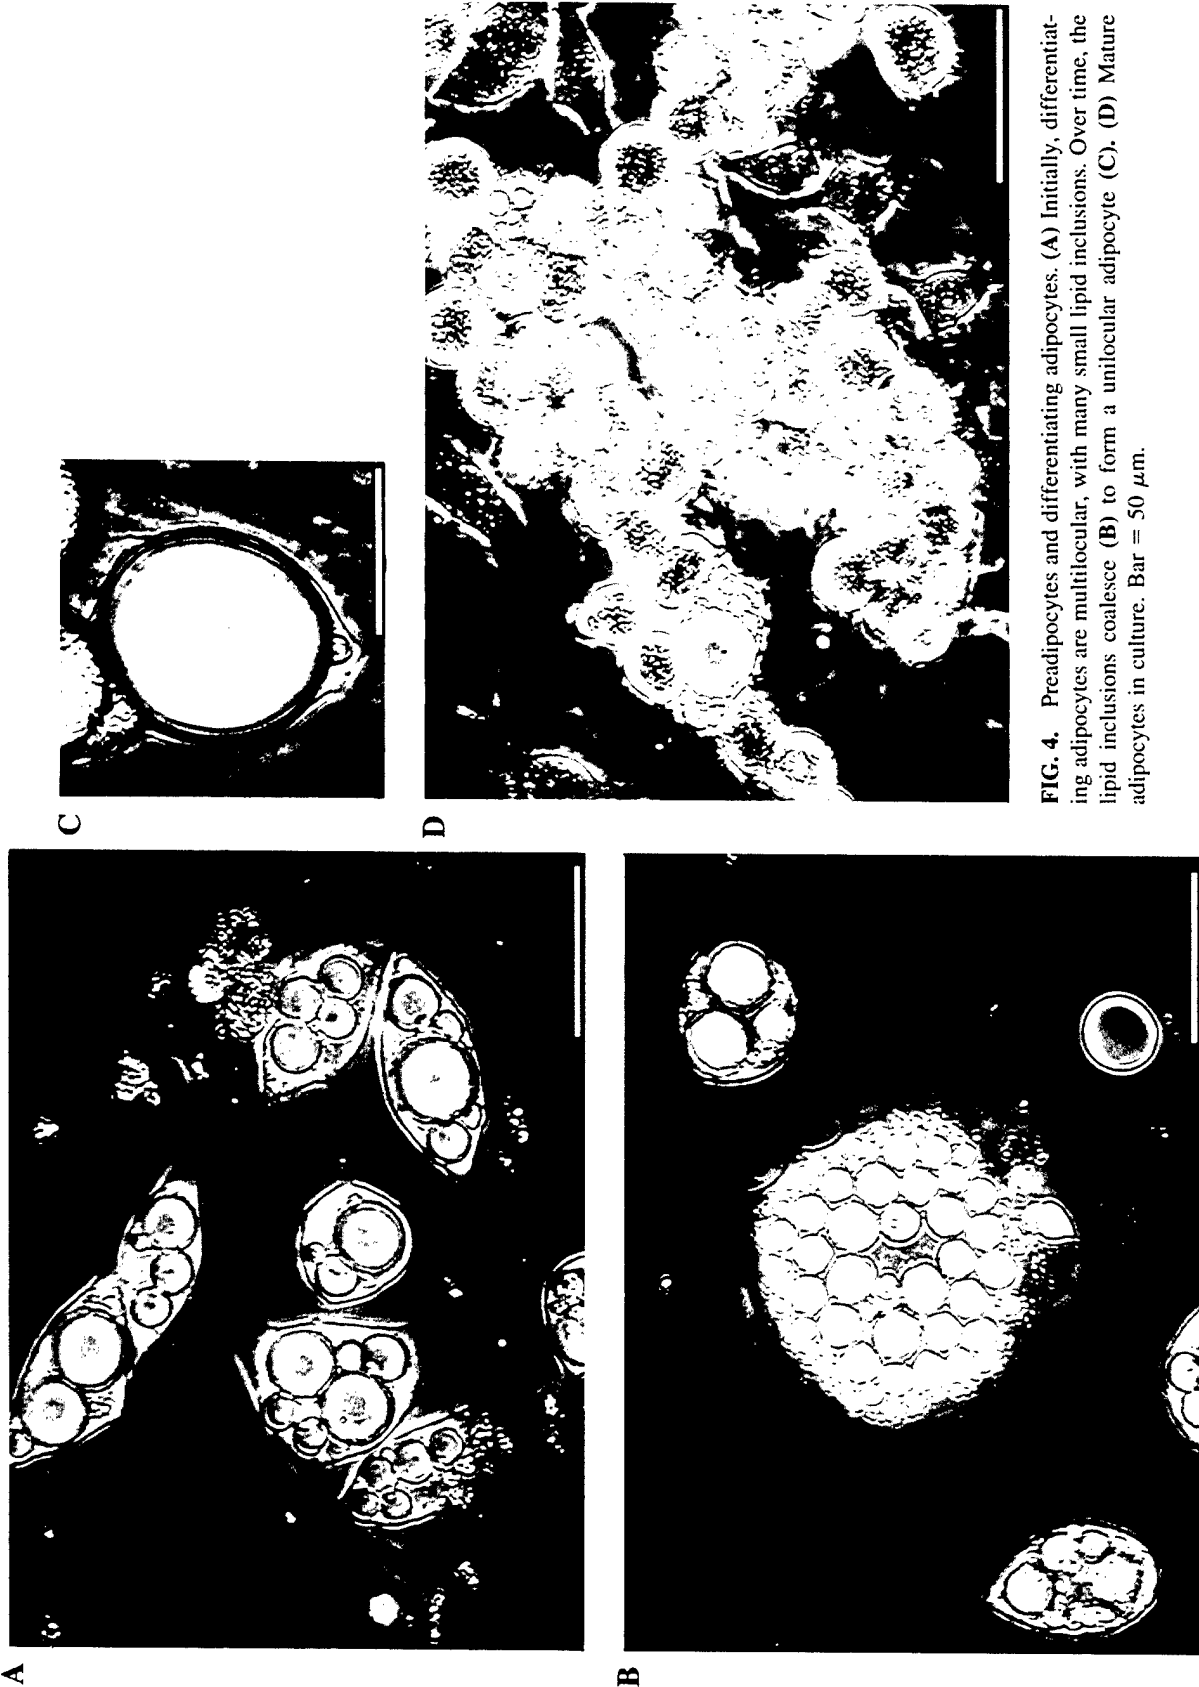 A
B
C
D
FIG. 4. Preadipocytes and differentiating adipocytes. (A) Initially, differentiat-
ing adipocytes are multilocular, with many small lipid inclusions. Over time, the
lipid inclusions coalesce (B) to form a unilocular adipocyte (C). (D) Mature
adipocytes in culture. Bar = 50 μm.